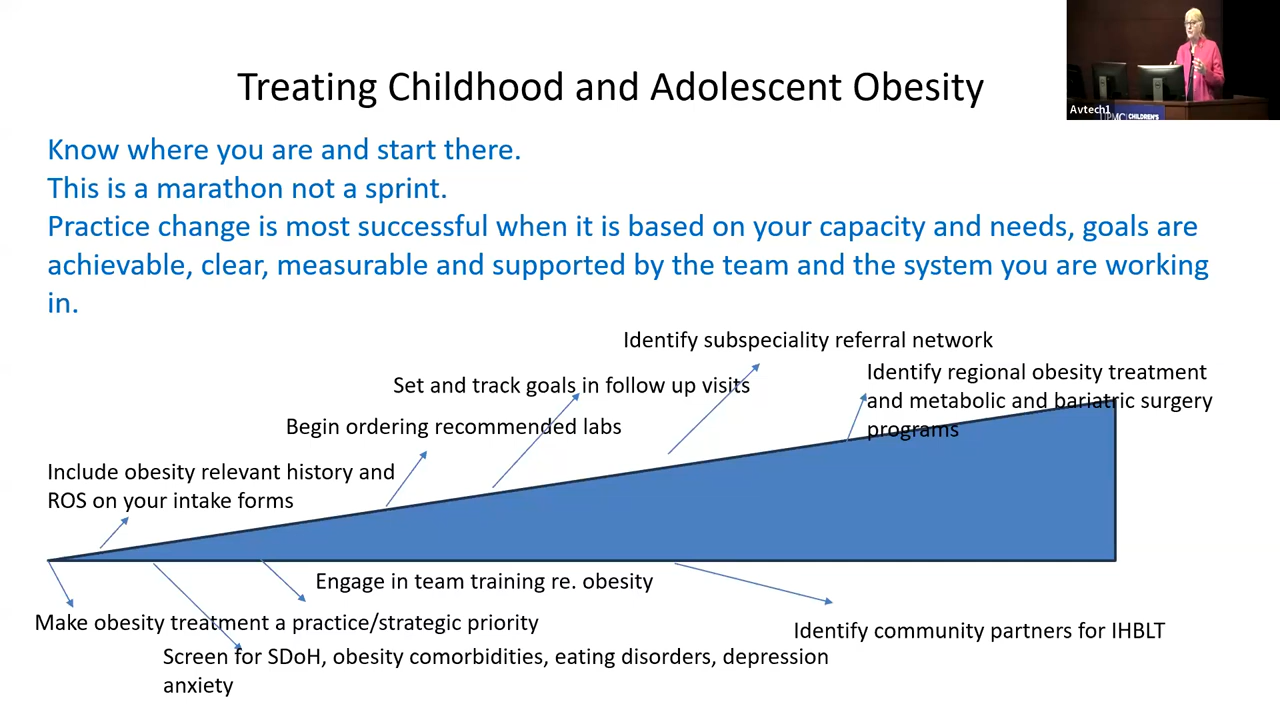 Treating Childhood and Adolescent Obesity
Know where you are and start there.
This is a marathon not a sprint.
Practice change is most successful when it is based on your capacity and needs, goals are
achievable, clear, measurable and supported by the team and the system you are working
in.
Identify subspeciality referral network
Identify regional obesity treatment
and metabolic and bariatric surgery
programs
Set and track goals in follow up visits
Begin ordering recommended labs
Include obesity relevant history and
ROS on your intake forms
Engage in team training re. obesity
Make obesity treatment a practice/strategic priority
Identify community partners for IHBLT
Screen for SDoH, obesity comorbidities, eating disorders, depression
anxiety
Avtech1
UPMC CHILDREN'S